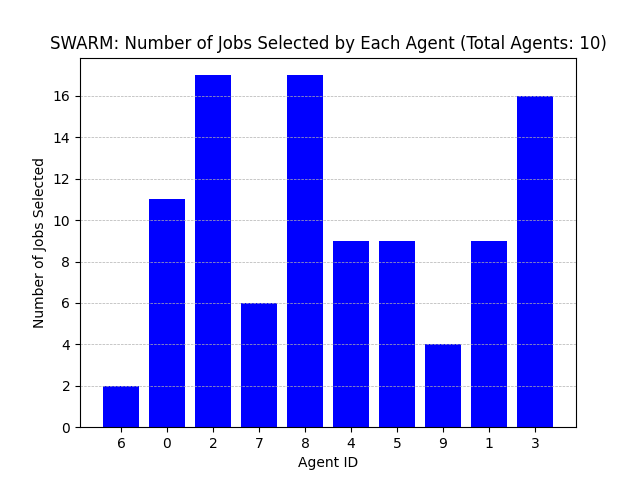 SWARM: Number of Jobs Selected by Each Agent (Total Agents: 10)
Number of Jobs Selected
16
14
12
10
8
6
4
2
0
6 0 2 7 8 4 5 9 1 3
Agent ID